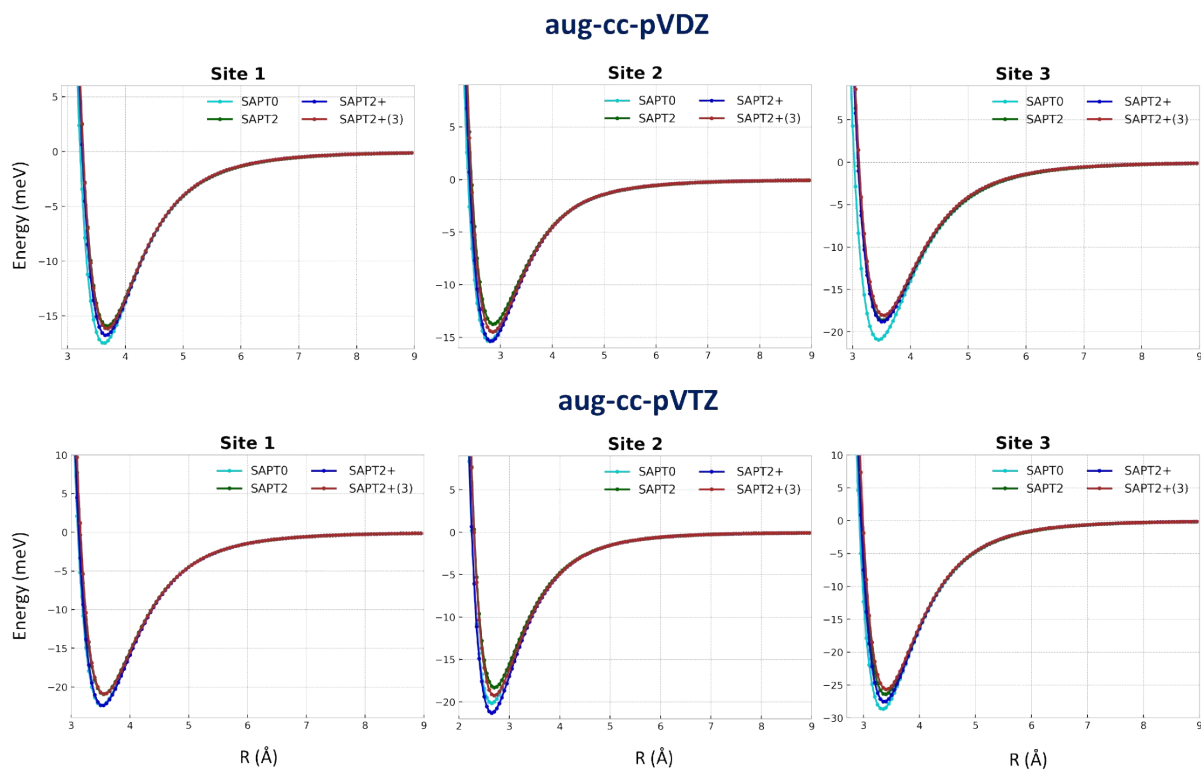 aug-cc-pVDZ
Site 1
Site 2
Site 3
SAPT0
SAPT2
SAPT2+
SAPT2+(3)
SAPT0
SAPT2
SAPT2+
SAPT2+(3)
SAPT0
SAPT2
SAPT2+
SAPT2+(3)
Energy (meV)
5
0
−5
−10
−15
3 4 5 6 7 8 9
5
0
−5
−10
−15
3 4 5 6 7 8 9
5
0
−5
−10
−15
−20
3 4 5 6 7 8 9
aug-cc-pVTZ
Site 1
Site 2
Site 3
SAPT0
SAPT2
SAPT2+
SAPT2+(3)
SAPT0
SAPT2
SAPT2+
SAPT2+(3)
SAPT0
SAPT2
SAPT2+
SAPT2+(3)
Energy (meV)
10
5
0
−5
−10
−15
−20
3 4 5 6 7 8 9
5
0
−5
−10
−15
−20
2 3 4 5 6 7 8 9
10
5
0
−5
−10
−15
−20
−25
−30
3 4 5 6 7 8 9
R (Å)
R (Å)
R (Å)